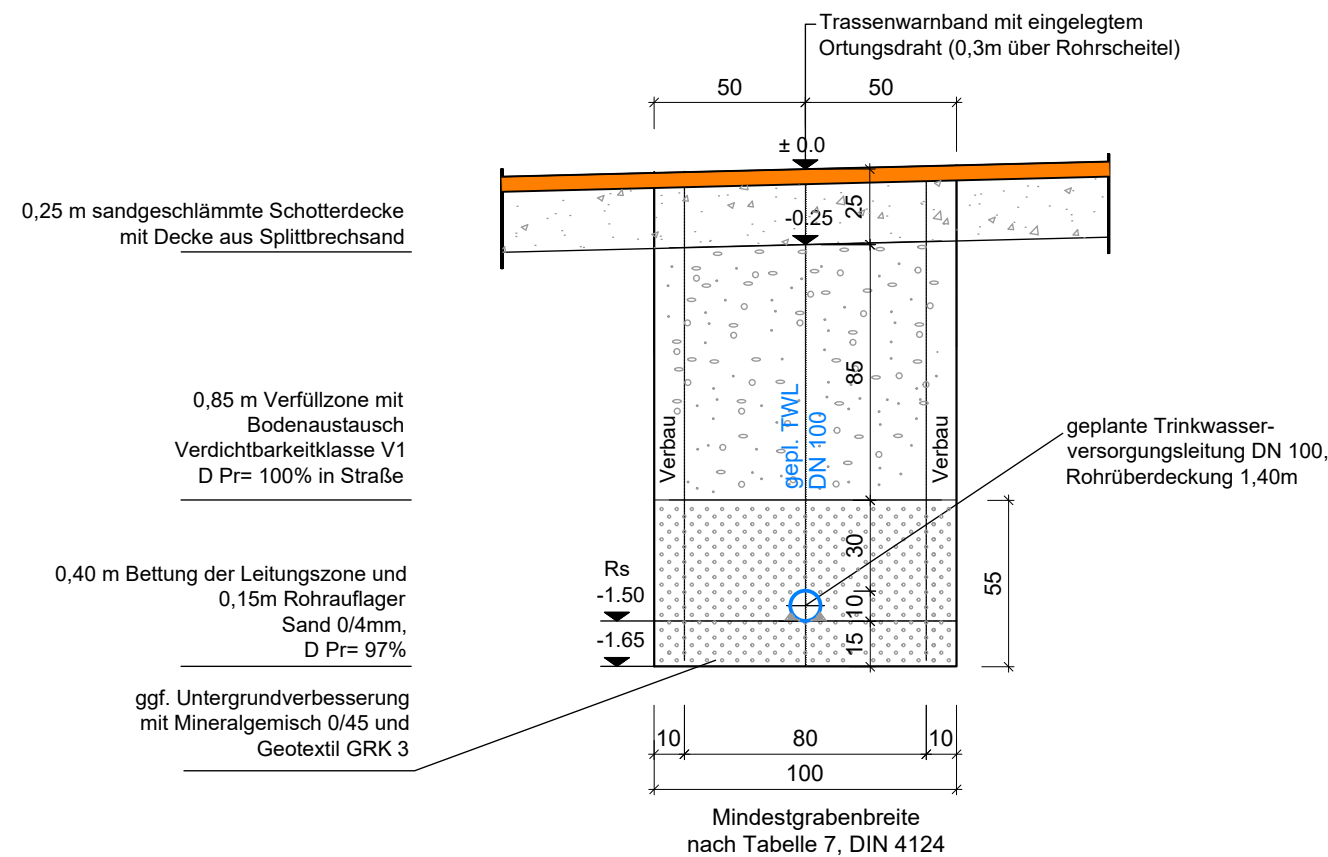 Trassenwarnband mit eingelegtem
Ortungsdraht (0,3m über Rohrscheitel)
50
50
± 0.0
0,25 m sandgeschlämmte Schotterdecke
mit Decke aus Splittbrechsand
25
-0.25
0,85 m Verfüllzone mit
Bodenaustausch
Verdichtbarkeitklasse V1
D Pr= 100% in Straße
85
Verbau
gepl. TWL
DN 100
Verbau
geplante Trinkwasser-
versorgungsleitung DN 100,
Rohrüberdeckung 1,40m
0,40 m Bettung der Leitungszone und
0,15m Rohrauflager
Sand 0/4mm,
D Pr= 97%
Rs
-1.50
-1.65
30
10
15
55
ggf. Untergrundverbesserung
mit Mineralgemisch 0/45 und
Geotextil GRK 3
10
80
10
100
Mindestgrabenbreite
nach Tabelle 7, DIN 4124